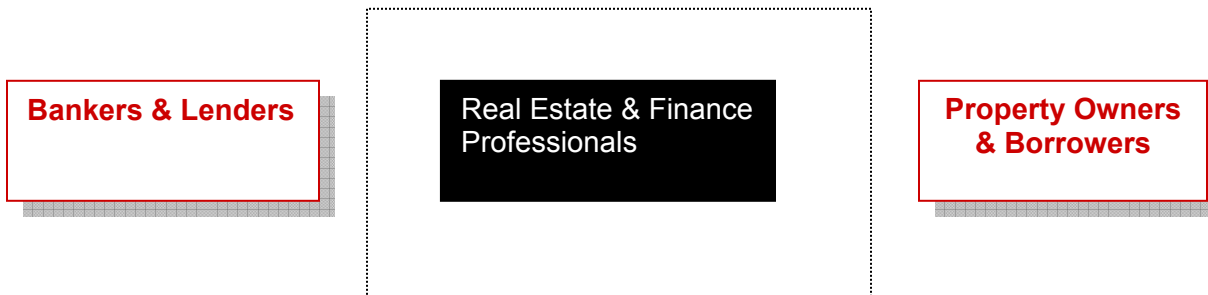 Bankers & Lenders
Real Estate & Finance
Professionals
Property Owners
& Borrowers